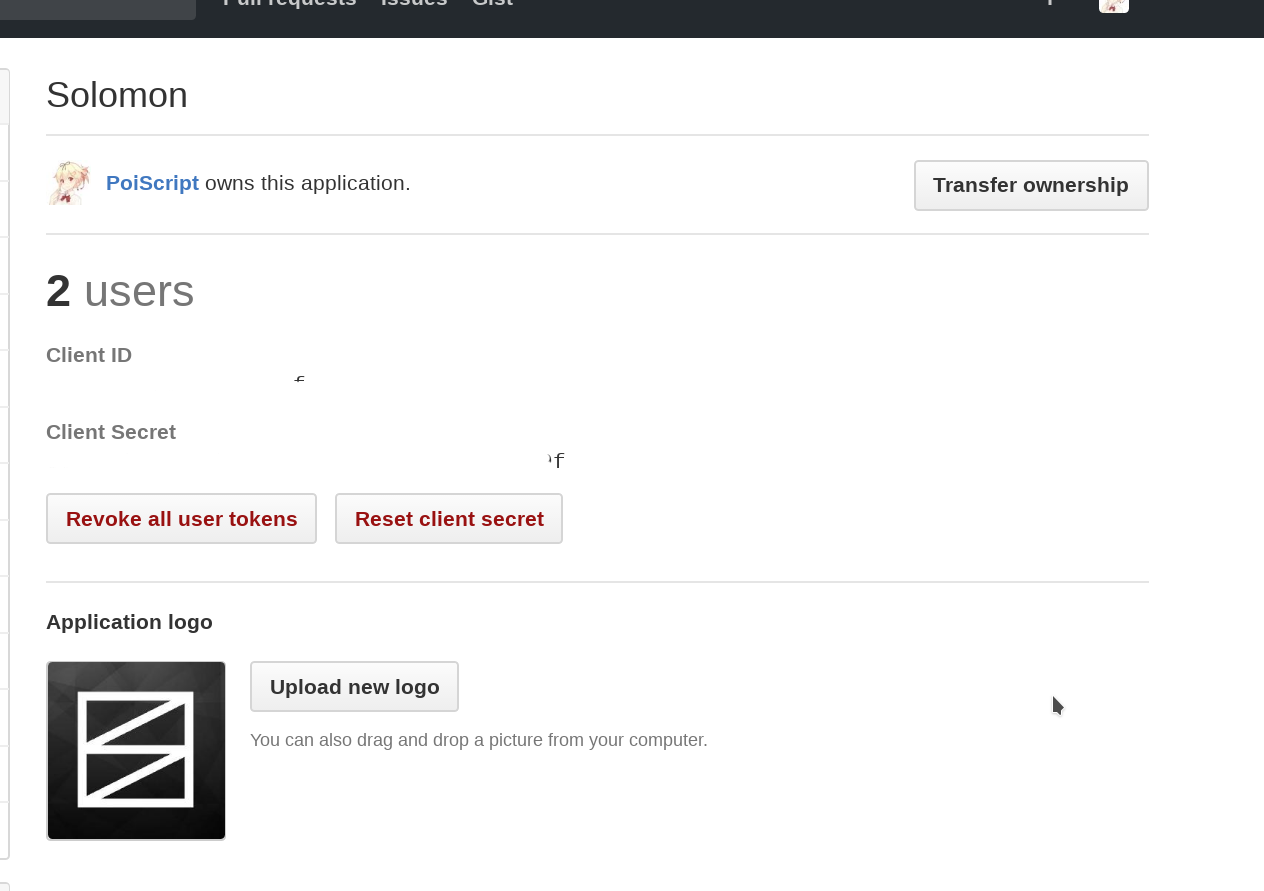 Pull requests Issues Gist
Solomon
PoiScript owns this application.
Transfer ownership
2 users
Client ID
Client Secret
f
Revoke all user tokens
Reset client secret
Application logo
Upload new logo
You can also drag and drop a picture from your computer.